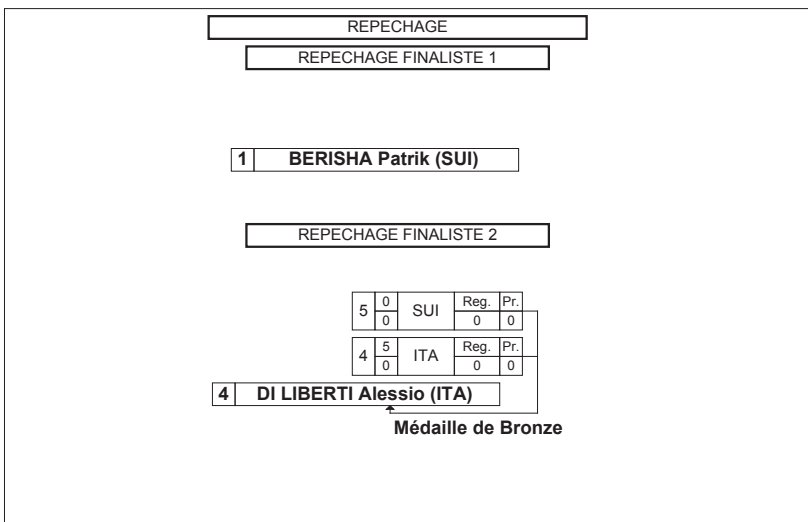 REPECHAGE
REPECHAGE FINALISTE 1
1 BERISHA Patrik (SUI)
REPECHAGE FINALISTE 2
5 0 SUI Reg. Pr.
0 0 0
4 5 ITA Reg. Pr.
0 0 0
4 DI LIBERTI Alessio (ITA)
Médaille de Bronze